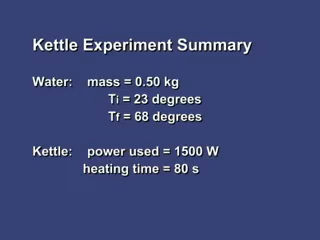 Kettle Experiment Summary
Water: mass = 0.50 kg
Ti = 23 degrees
Tf = 68 degrees
Kettle: power used = 1500 W
heating time = 80 s